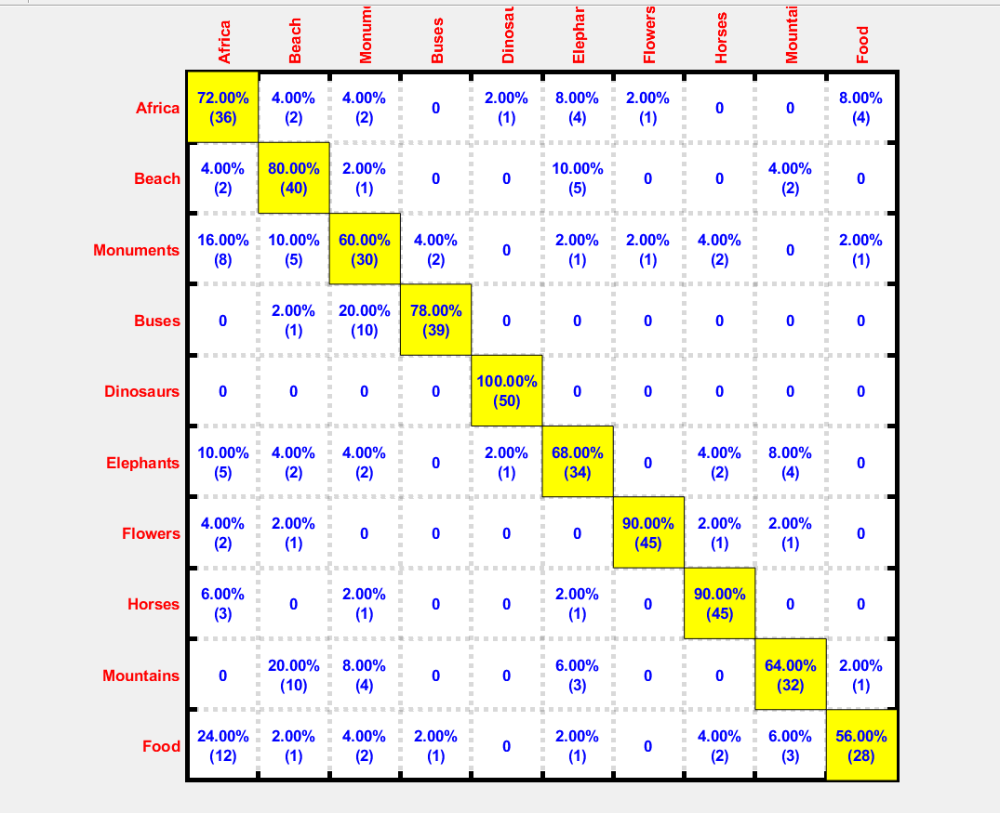 Africa Beach Monume Buses Dinosau Elephan Flowers Horses Mountai Food
Africa 72.00% 4.00% 4.00% 0 2.00% 8.00% 2.00% 0 0 8.00%
(36) (2) (2) (1) (4) (1) (4)
Beach 4.00% 80.00% 2.00% 0 0 10.00% 0 0 4.00% 0
(2) (40) (1) (5) (2)
Monuments 16.00% 10.00% 60.00% 4.00% 0 2.00% 2.00% 4.00% 0 2.00%
(8) (5) (30) (2) (1) (1) (2) (1)
Buses 0 2.00% 20.00% 78.00% 0 0 0 0 0 0
(1) (10) (39)
Dinosaurs 0 0 0 0 100.00% 0 0 0 0 0
(50)
Elephants 10.00% 4.00% 4.00% 0 2.00% 68.00% 0 4.00% 8.00% 0
(5) (2) (2) (1) (34) (2) (4)
Flowers 4.00% 2.00% 0 0 0 0 90.00% 2.00% 2.00% 0
(2) (1) (45) (1) (1)
Horses 6.00% 0 2.00% 0 0 2.00% 0 90.00% 0 0
(3) (1) (1) (45)
Mountains 0 20.00% 8.00% 0 0 6.00% 0 0 64.00% 2.00%
(10) (4) (3) (32) (1)
Food 24.00% 2.00% 4.00% 2.00% 0 2.00% 0 4.00% 6.00% 56.00%
(12) (1) (2) (1) (1) (2) (3) (28)